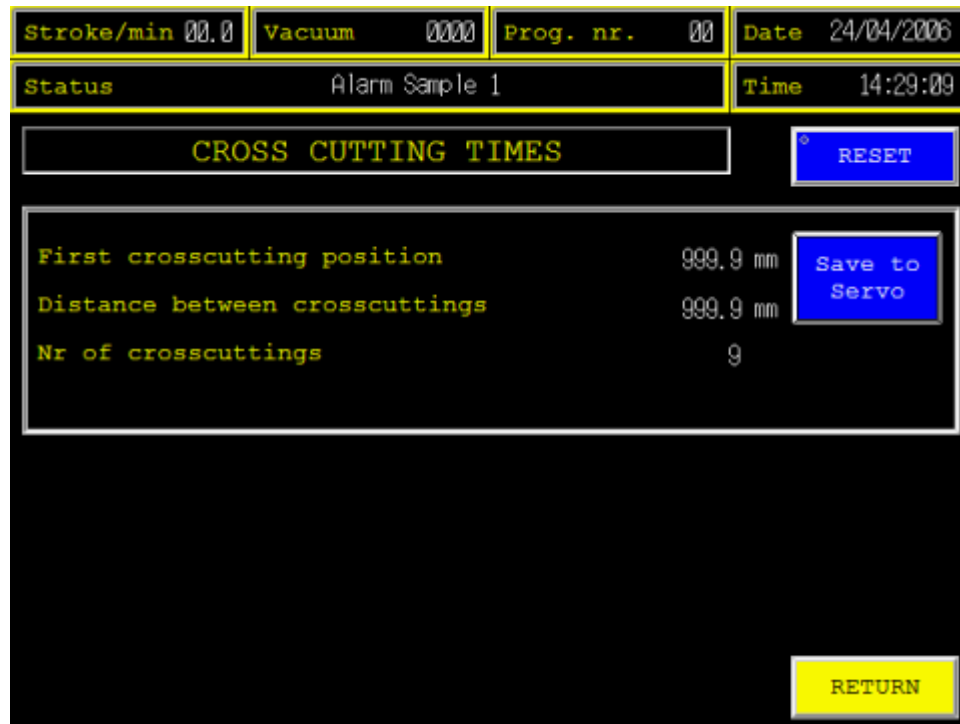 Stroke/min 00.0 Vacuum 0000 Prog. nr. 00 Date 24/04/2006
Status Alarm Sample 1 Time 14:29:09
CROSS CUTTING TIMES RESET
First crosscutting position 999.9 mm
Distance between crosscuttings 999.9 mm
Nr of crosscuttings 9
Save to
Servo
RETURN